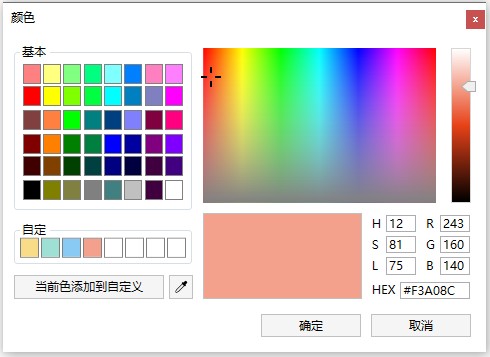 颜色
x
基本
自定
当前色添加到自定义
H 12 R 243
S 81 G 160
L 75 B 140
HEX #F3A08C
确定 取消